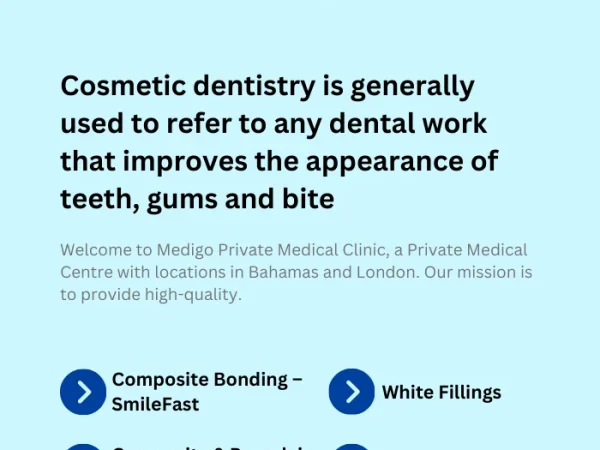 Cosmetic dentistry is generally
used to refer to any dental work
that improves the appearance of
teeth, gums and bite
Welcome to Medigo Private Medical Clinic, a Private Medical
Centre with locations in Bahamas and London. Our mission is
to provide high-quality.
Composite Bonding –
SmileFast
White Fillings